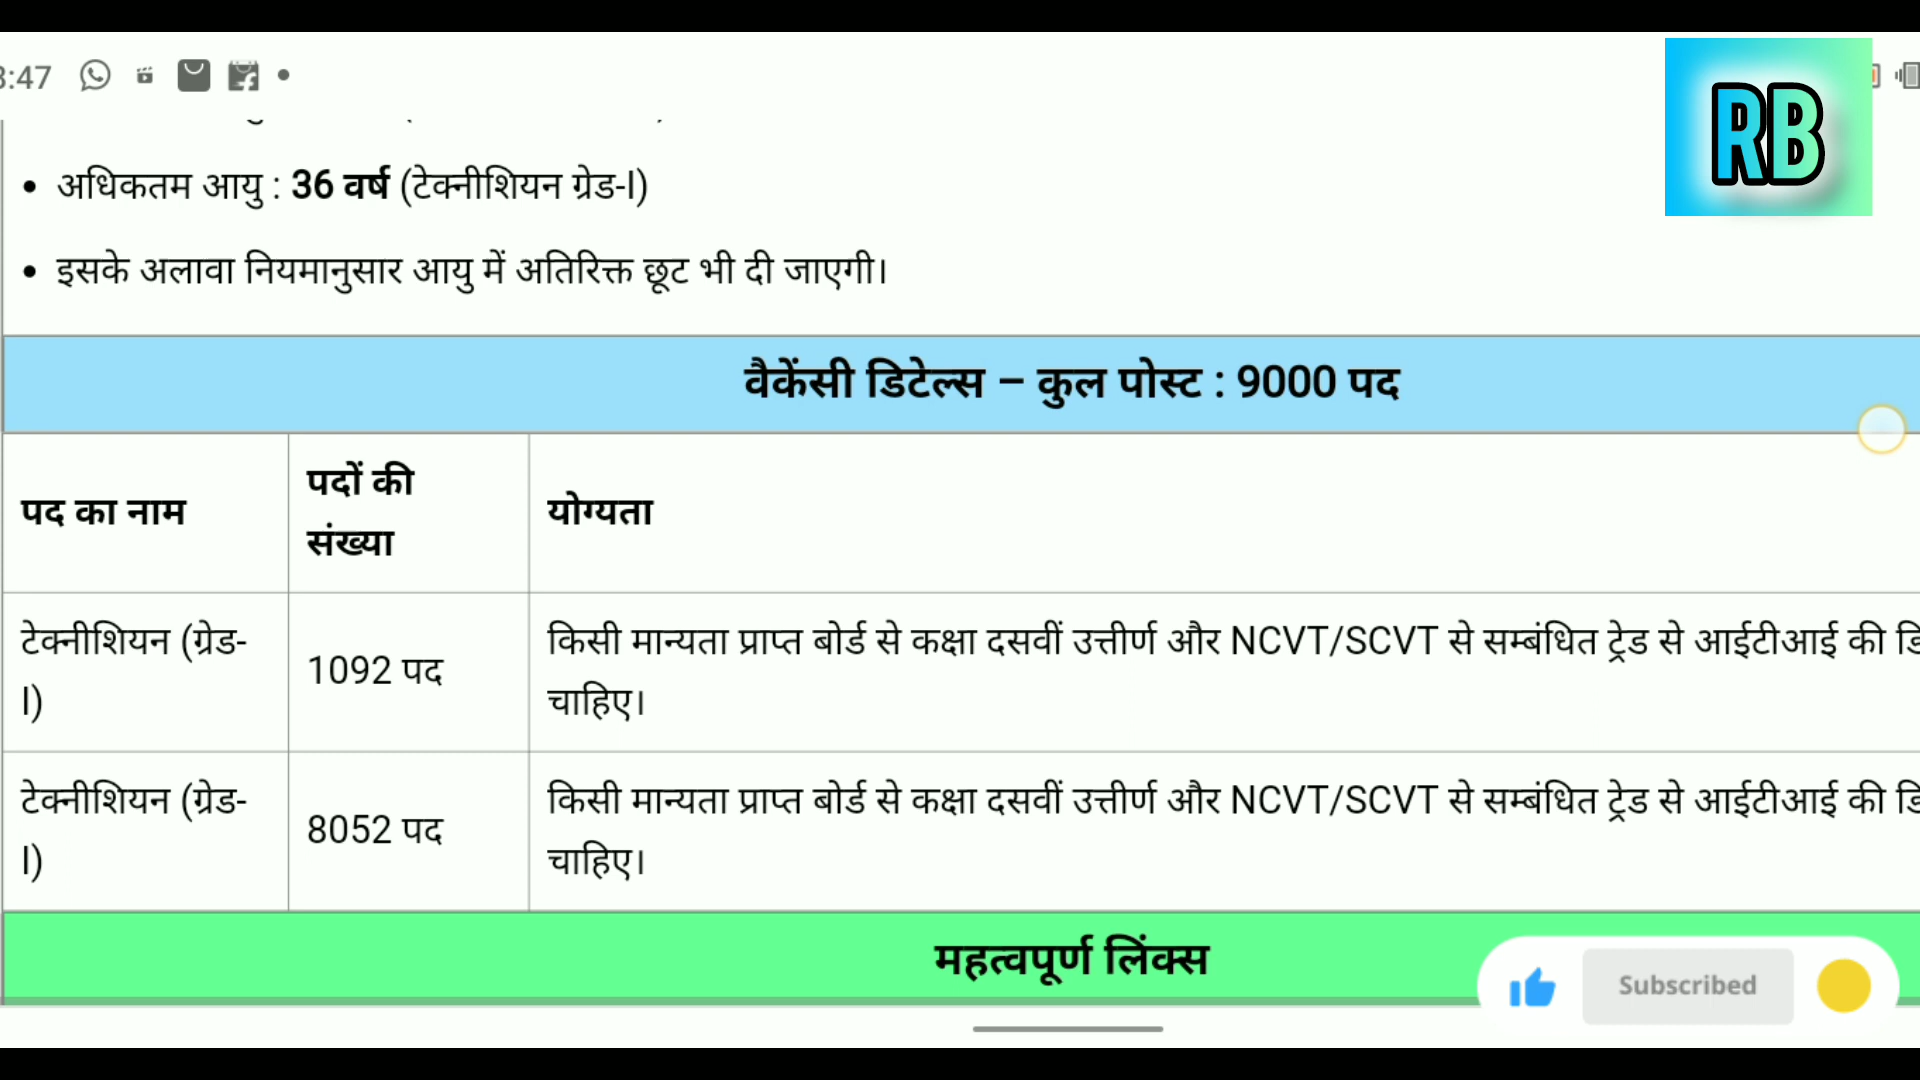 :47
RB
• अधिकतम आयु : 36 वर्ष (टेक्नीशियन ग्रेड-I)
• इसके अलावा नियमानुसार आयु में अतिरिक्त छूट भी दी जाएगी।
वैकेंसी डिटेल्स – कुल पोस्ट : 9000 पद
पद का नाम
पदों की
संख्या
योग्यता
टेक्नीशियन (ग्रेड-
I)
1092 पद
किसी मान्यता प्राप्त बोर्ड से कक्षा दसवीं उत्तीर्ण और NCVT/SCVT से सम्बंधित ट्रेड से आईटीआई की
चाहिए।
टेक्नीशियन (ग्रेड-
I)
8052 पद
किसी मान्यता प्राप्त बोर्ड से कक्षा दसवीं उत्तीर्ण और NCVT/SCVT से सम्बंधित ट्रेड से आईटीआई की
चाहिए।
महत्वपूर्ण लिंक्स
Subscribed